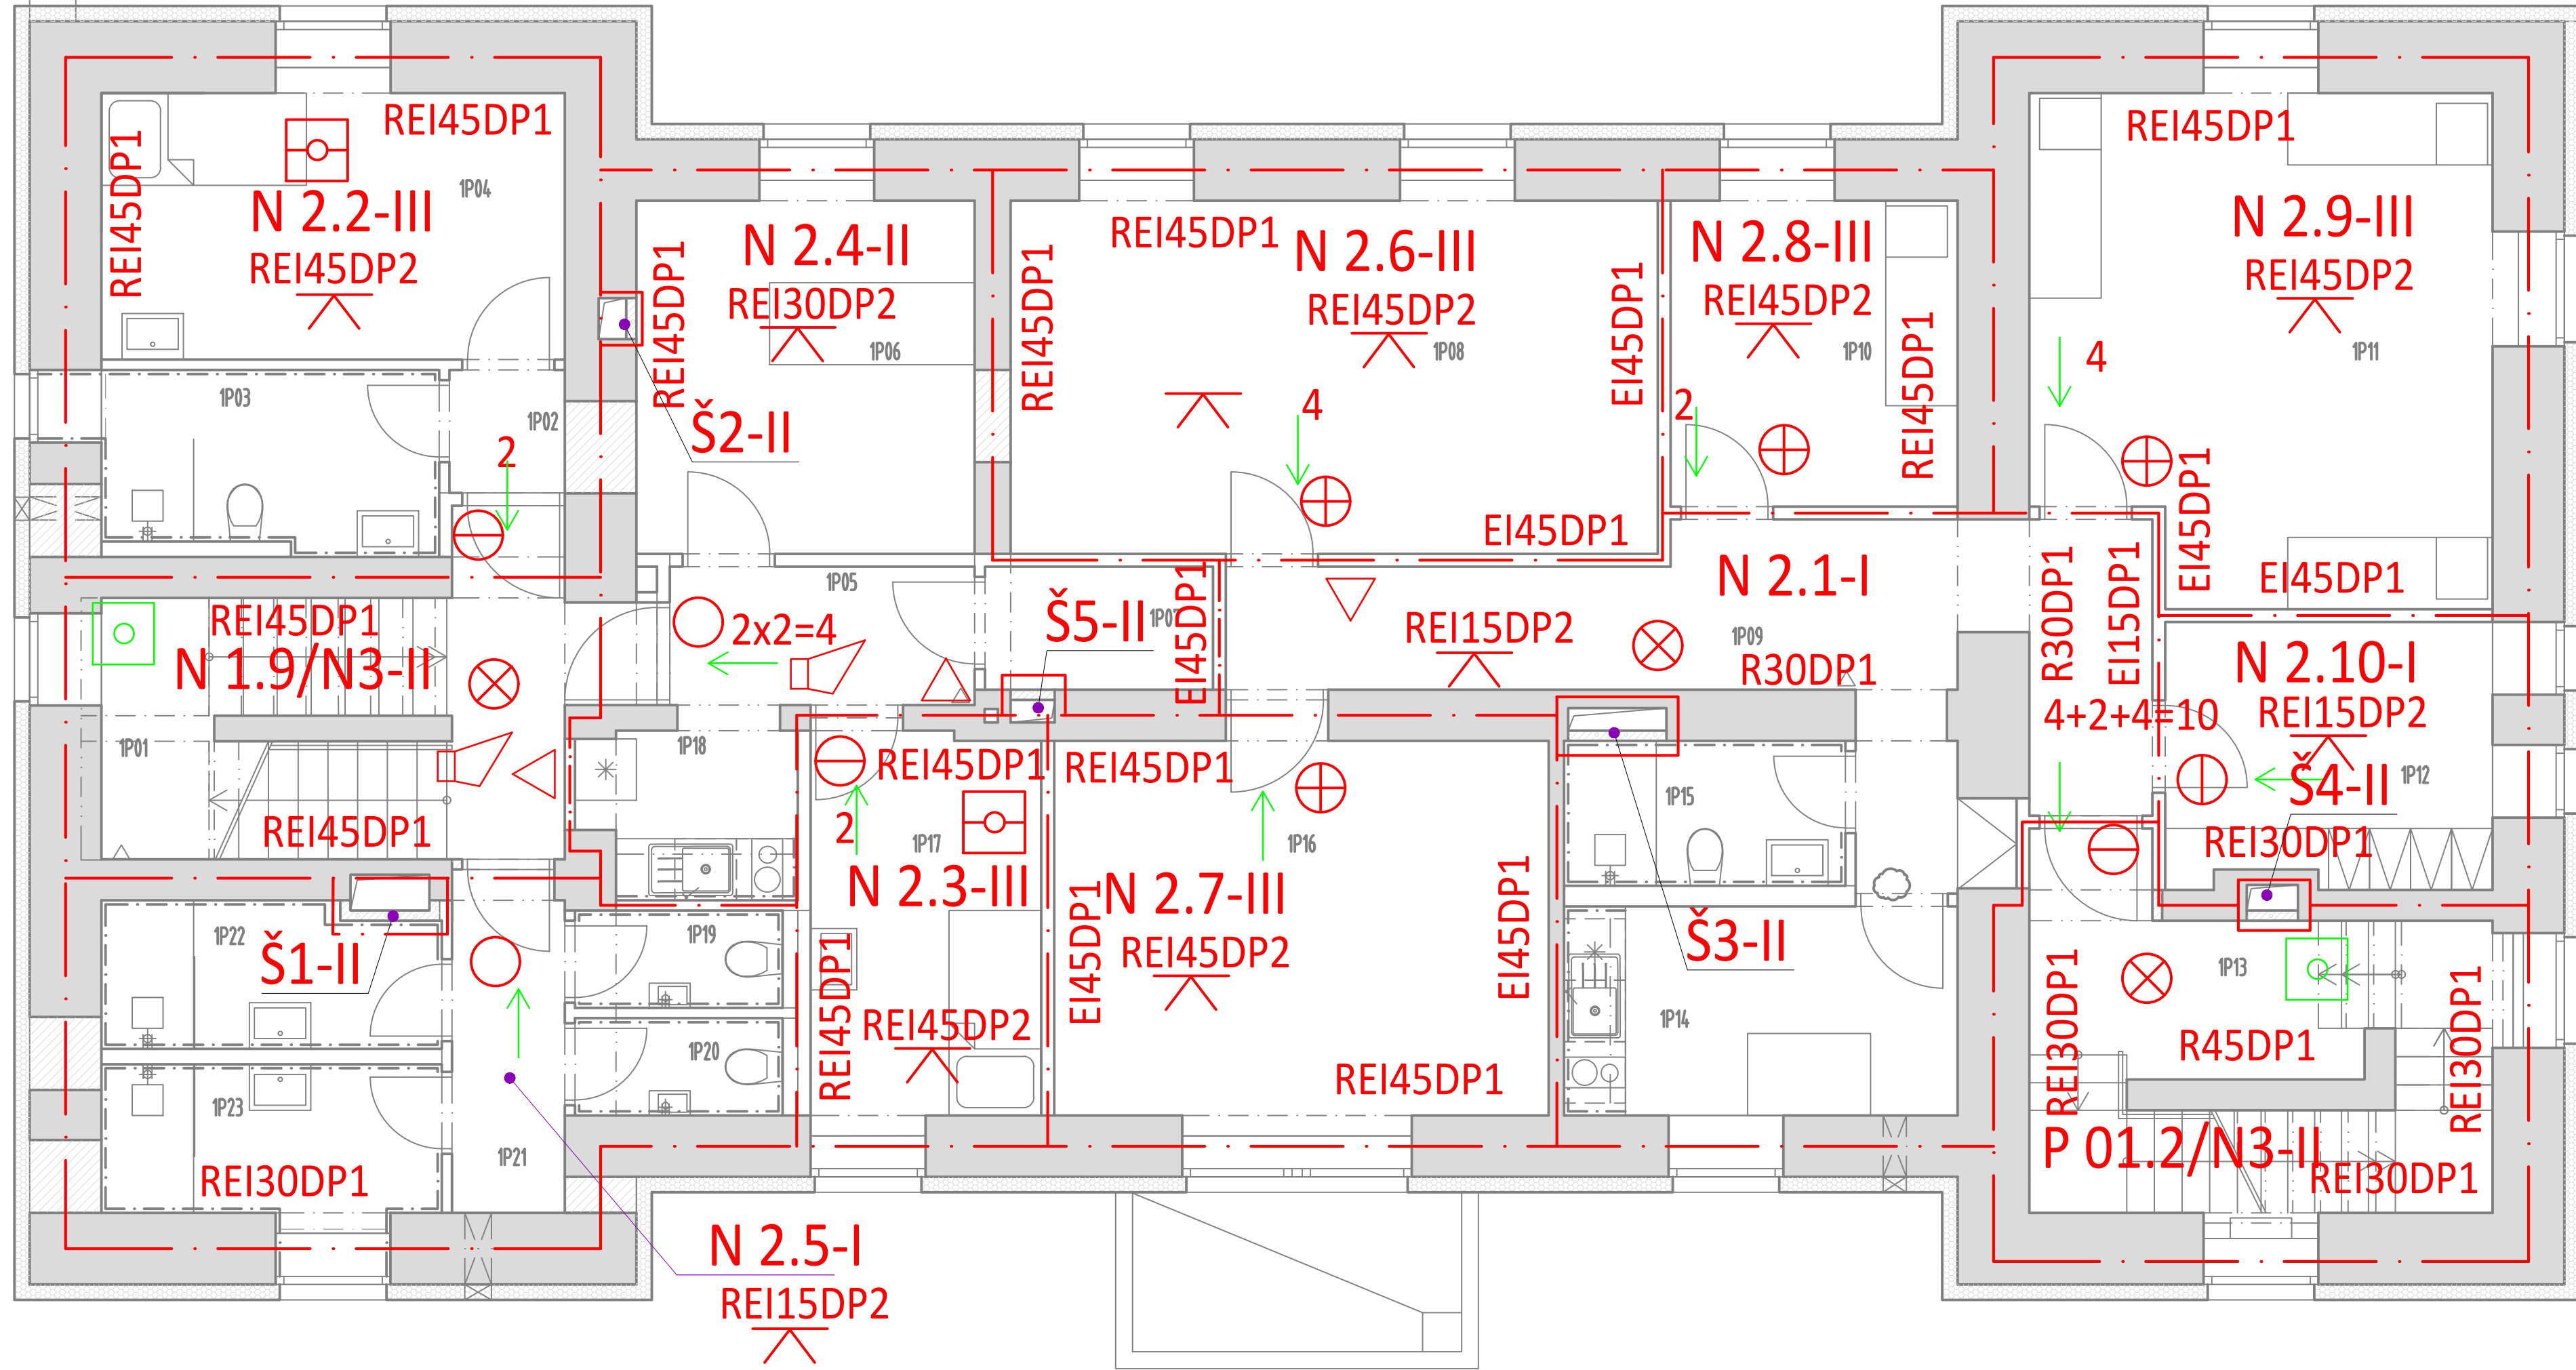 REI45DP1
REI45DP1
1P04
N 2.2-III
REI45DP2
1P03
1P02
2
REI45DP1
N 2.4-II
REI30DP2
1P06
Š2-II
REI45DP1
REI45DP1
N 2.6-III
REI45DP2
1P08
4
EI45DP1
EI45DP1
N 2.8-III
REI45DP2
1P10
2
REI45DP1
REI45DP1
N 2.9-III
REI45DP2
1P11
4
EI45DP1
EI45DP1
REI45DP1
N 1.9/N3-II
1P01
REI45DP1
1P05
2x2=4
Š5-II
1P07
EI45DP1
REI15DP2
N 2.1-I
1P09
R30DP1
R30DP1
EI15DP1
4+2+4=10
N 2.10-I
REI15DP2
1P12
Š4-II
REI30DP1
1P18
REI45DP1
2
1P17
N 2.3-III
REI45DP1
REI45DP2
REI45DP1
1P16
N 2.7-III
REI45DP2
EI45DP1
EI45DP1
REI45DP1
1P15
Š3-II
1P14
1P13
REI30DP1
R45DP1
REI30DP1
P 01.2/N3-II
REI30DP1
1P22
Š1-II
1P19
1P20
1P23
1P21
REI30DP1
N 2.5-I
REI15DP2